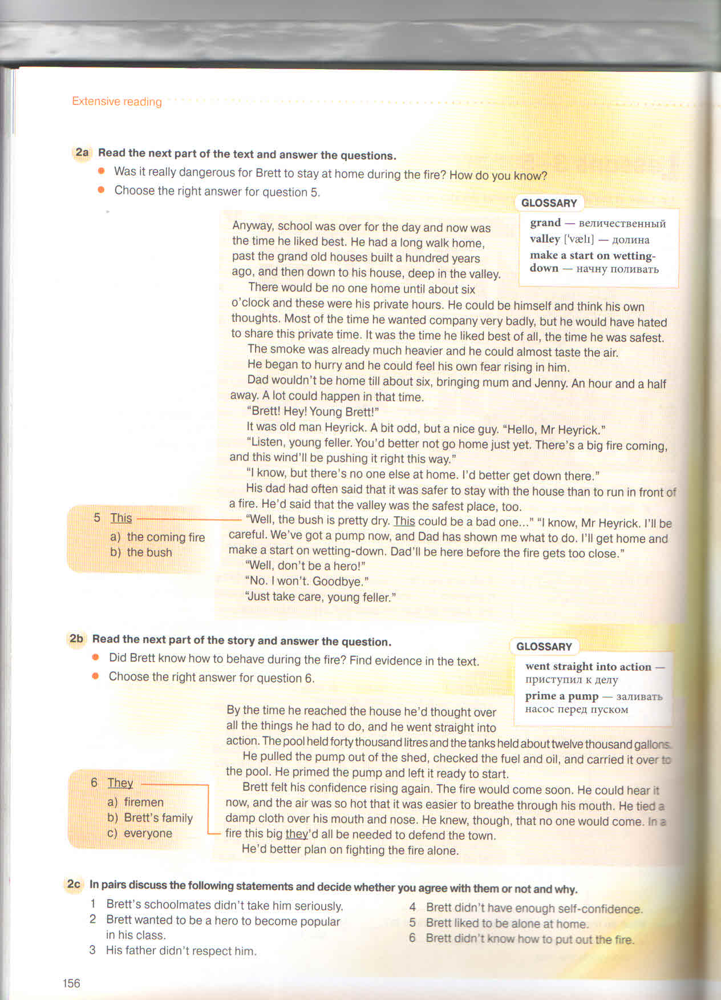 Extensive reading
2a Read the next part of the text and answer the questions.
• Was it really dangerous for Brett to stay at home during the fire? How do you know?
• Choose the right answer for question 5.
GLOSSARY
grand — величественный
valley [ˈvælɪ] — долина
make a start on wetting-
down — начну поливать
Anyway, school was over for the day and now was
the time he liked best. He had a long walk home,
past the grand old houses built a hundred years
ago, and then down to his house, deep in the valley.
There would be no one home until about six
o'clock and these were his private hours. He could be himself and think his own
thoughts. Most of the time he wanted company very badly, but he would have hated
to share this private time. It was the time he liked best of all, the time he was safest.
The smoke was already much heavier and he could almost taste the air.
He began to hurry and he could feel his own fear rising in him.
Dad wouldn't be home till about six, bringing mum and Jenny. An hour and a half
away. A lot could happen in that time.
“Brett! Hey! Young Brett!”
It was old man Heyrick. A bit odd, but a nice guy. “Hello, Mr Heyrick.”
“Listen, young feller. You'd better not go home just yet. There's a big fire coming,
and this wind'll be pushing it right this way.”
“I know, but there's no one else at home. I'd better get down there.”
His dad had often said that it was safer to stay with the house than to run in front of
a fire. He'd said that the valley was the safest place, too.
“Well, the bush is pretty dry. This could be a bad one...” “I know, Mr Heyrick. I'll be
careful. We've got a pump now, and Dad has shown me what to do. I'll get home and
make a start on wetting-down. Dad'll be here before the fire gets too close.”
“Well, don't be a hero!”
“No. I won't. Goodbye.”
“Just take care, young feller.”
5 This
a) the coming fire
b) the bush
2b Read the next part of the story and answer the question.
• Did Brett know how to behave during the fire? Find evidence in the text.
• Choose the right answer for question 6.
GLOSSARY
went straight into action —
приступил к делу
prime a pump — заливать
насос перед пуском
By the time he reached the house he'd thought over
all the things he had to do, and he went straight into
action. The pool held forty thousand litres and the tanks held about twelve thousand gallons.
He pulled the pump out of the shed, checked the fuel and oil, and carried it over to
the pool. He primed the pump and left it ready to start.
Brett felt his confidence rising again. The fire would come soon. He could hear it
now, and the air was so hot that it was easier to breathe through his mouth. He tied a
damp cloth over his mouth and nose. He knew, though, that no one would come. In a
fire this big they'd all be needed to defend the town.
He'd better plan on fighting the fire alone.
6 They
a) firemen
b) Brett's family
c) everyone
2c In pairs discuss the following statements and decide whether you agree with them or not and why.
1 Brett's schoolmates didn't take him seriously.
2 Brett wanted to be a hero to become popular
in his class.
3 His father didn't respect him.
4 Brett didn't have enough self-confidence.
5 Brett liked to be alone at home.
6 Brett didn't know how to put out the fire.
156